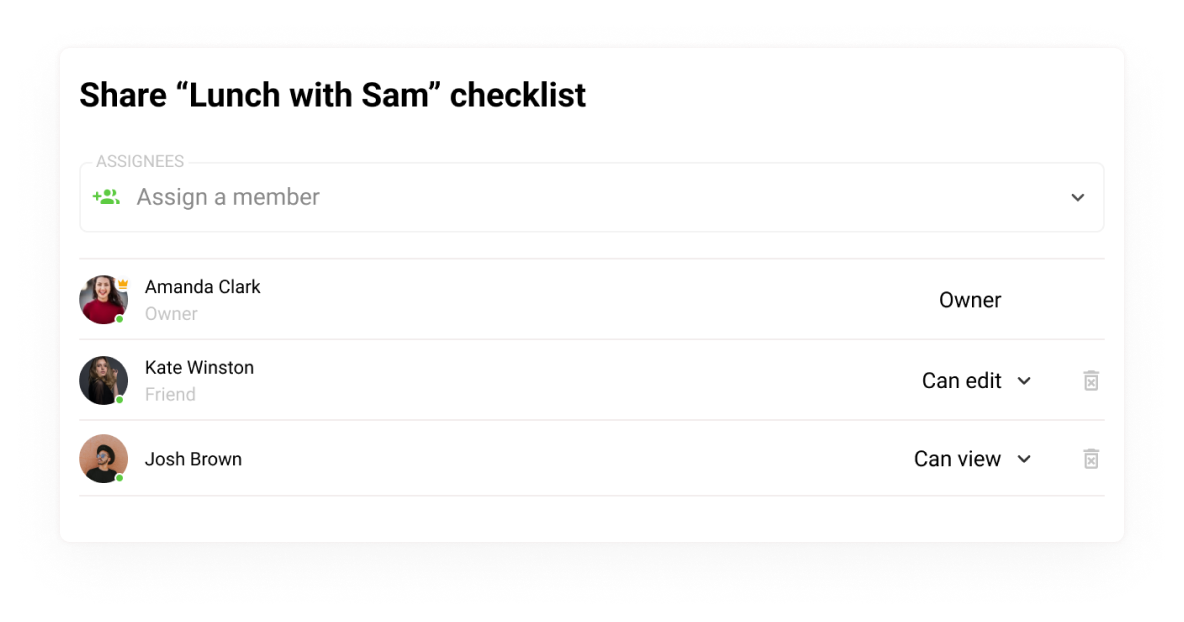 Share “Lunch with Sam” checklist
ASSIGNEES
Assign a member
Amanda Clark
Owner
Owner
Kate Winston
Friend
Can edit
Josh Brown
Can view